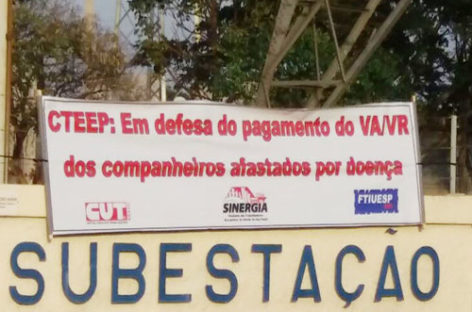 CTEEP: Em defesa do pagamento do VA/VR
dos companheiros afastados por doença
CUT
SINERGIA
FTIUESP
SUBESTAÇÃO